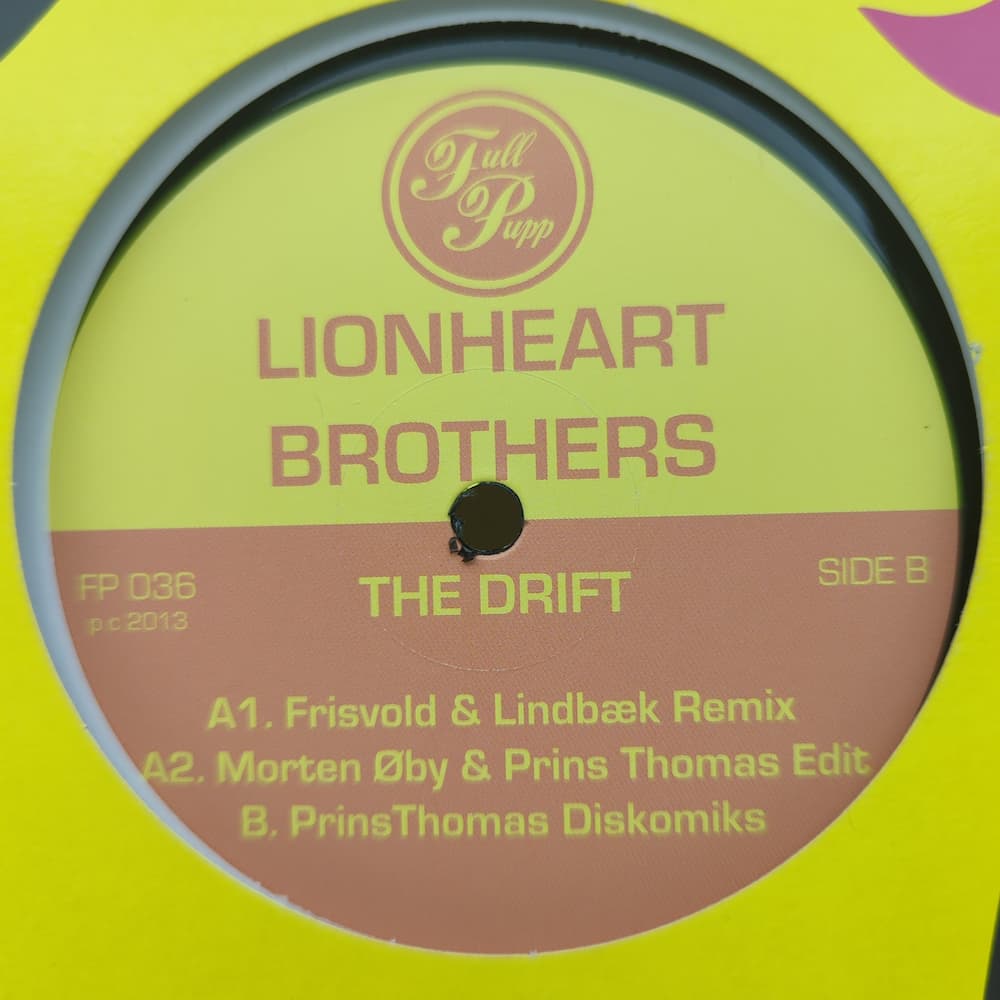 Full
Pupp
LIONHEART
BROTHERS
FP 036
p c 2013
THE DRIFT
SIDE B
A1. Frisvold & Lindbæk Remix
A2. Morten Øby & Prins Thomas Edit
B. PrinsThomas Diskomiks